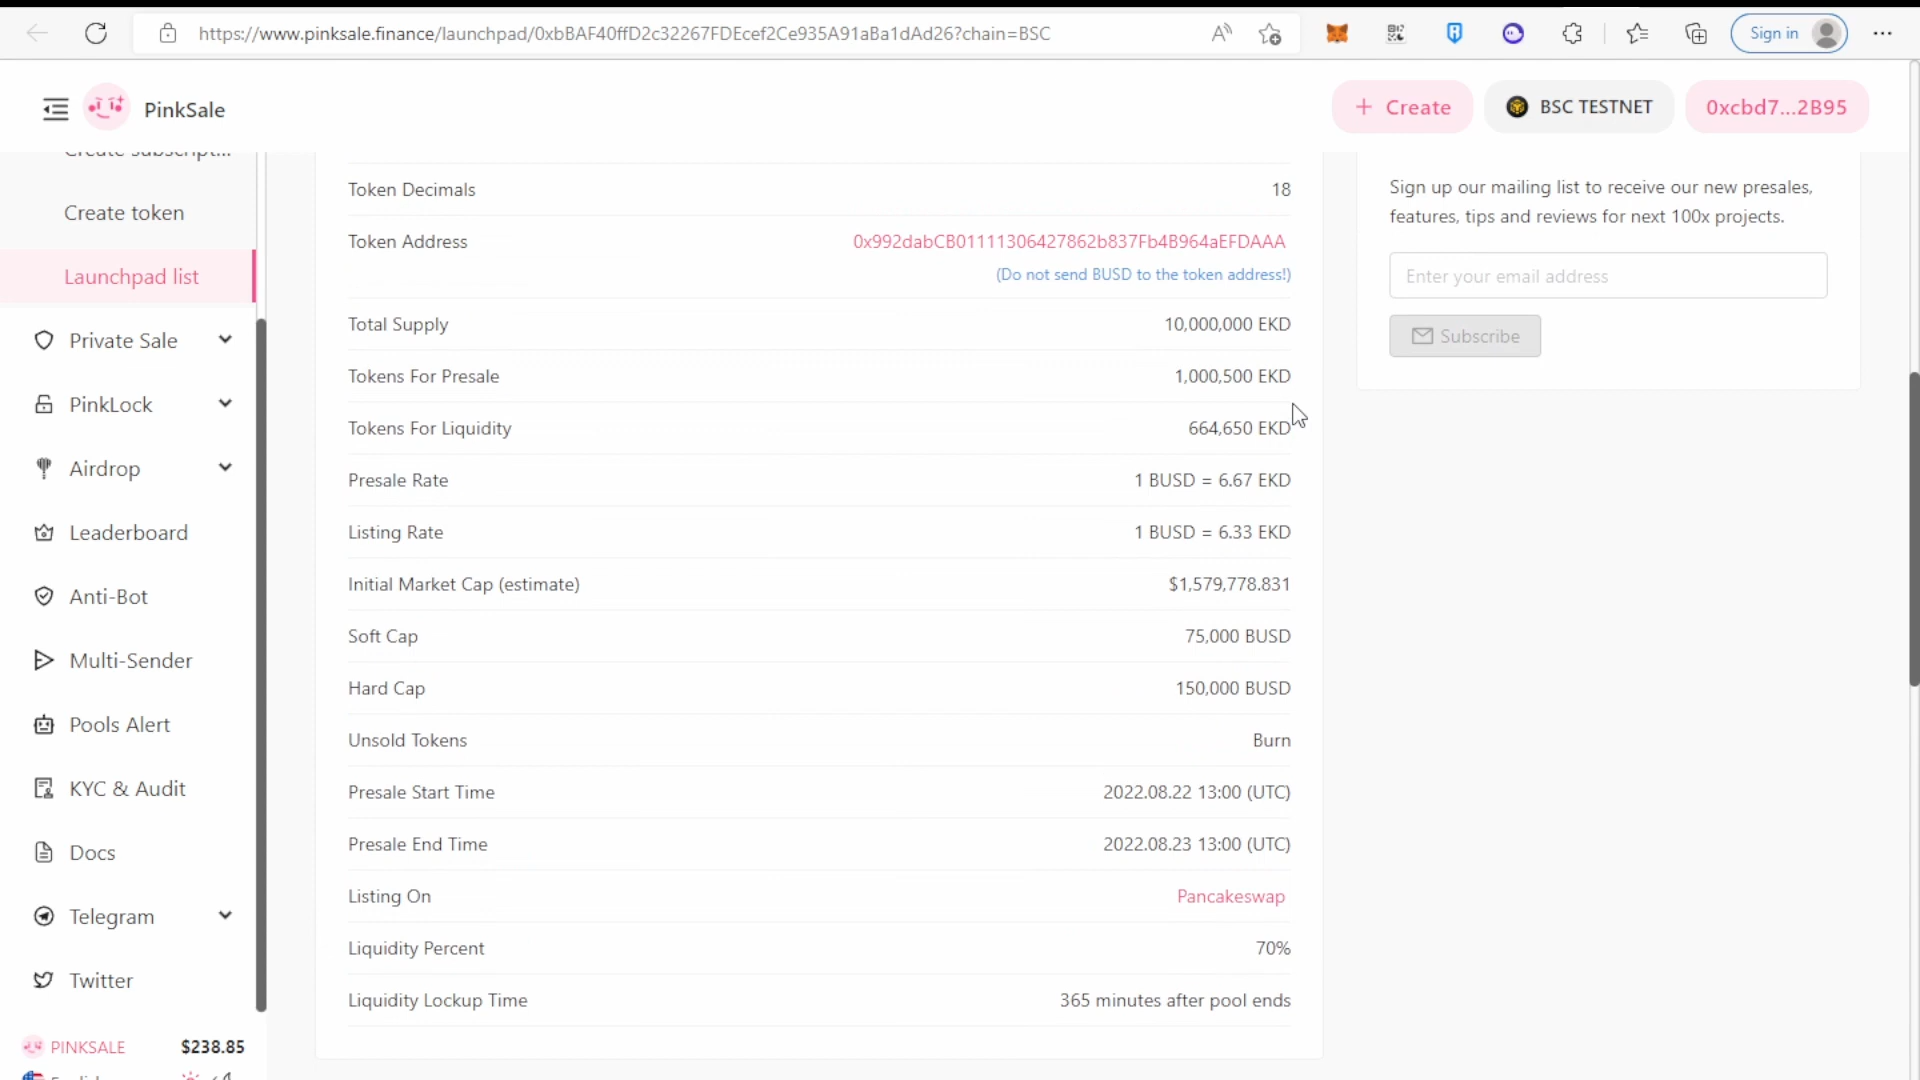 https://www.pinksale.finance/launchpad/0xbBAF40ffD2c32267FDEcef2Ce935A91aBa1dAd26?chain=BSC
Sign in
PinkSale
Create
BSC TESTNET
0xcbd7...2B95
Create subscript...
Create token
Launchpad list
Private Sale
PinkLock
Airdrop
Leaderboard
Anti-Bot
Multi-Sender
Pools Alert
KYC & Audit
Docs
Telegram
Twitter
PINKSALE $238.85
Token Decimals 18
Token Address 0x992dabCB01111306427862b837Fb4B964aEFDAAA
(Do not send BUSD to the token address!)
Total Supply 10,000,000 EKD
Tokens For Presale 1,000,500 EKD
Tokens For Liquidity 664,650 EKD
Presale Rate 1 BUSD = 6.67 EKD
Listing Rate 1 BUSD = 6.33 EKD
Initial Market Cap (estimate) $1,579,778.831
Soft Cap 75,000 BUSD
Hard Cap 150,000 BUSD
Unsold Tokens Burn
Presale Start Time 2022.08.22 13:00 (UTC)
Presale End Time 2022.08.23 13:00 (UTC)
Listing On Pancakeswap
Liquidity Percent 70%
Liquidity Lockup Time 365 minutes after pool ends
Sign up our mailing list to receive our new presales,
features, tips and reviews for next 100x projects.
Enter your email address
Subscribe